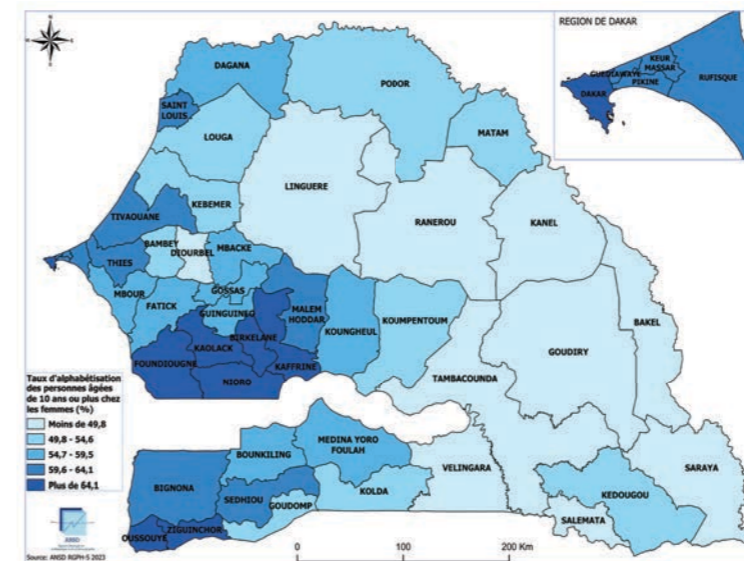 REGION DE DAKAR
KEUR
MASSAR
GUEDIAWAYE
PIKINE
RUFISQUE
DAKAR
DAGANA
PODOR
SAINT
LOUIS
MATAM
LOUGA
LINGUERE
RANEROU
KANEL
KEBEMER
TIVAOUANE
BAMBEY
MBACKE
DIOURBEL
THIES
BAKEL
MBOUR
GOSSAS
FATICK
GUINGUINEO
MALEM
HODDAR
KOUMPENTOUM
KOUNGHEUL
BIRKELANE
GOUDIRY
KAOLACK
FOUNDIOUGNE
KAFFRINE
TAMBACOUNDA
NIORO
Taux d'alphabétisation
des personnes âgées
de 10 ans ou plus chez
les femmes (%)
Moins de 49,8
49,8 - 54,6
54,7 - 59,5
59,6 - 64,1
Plus de 64,1
MEDINA YORO
FOULAH
BOUNKILING
VELINGARA
SARAYA
BIGNONA
SEDHIOU
KOLDA
KEDOUGOU
GOUDOMP
SALEMATA
ZIGUINCHOR
OUSSOUYE
ANSD
0 100 200 Km
Source: ANSD RGPH-5 2023